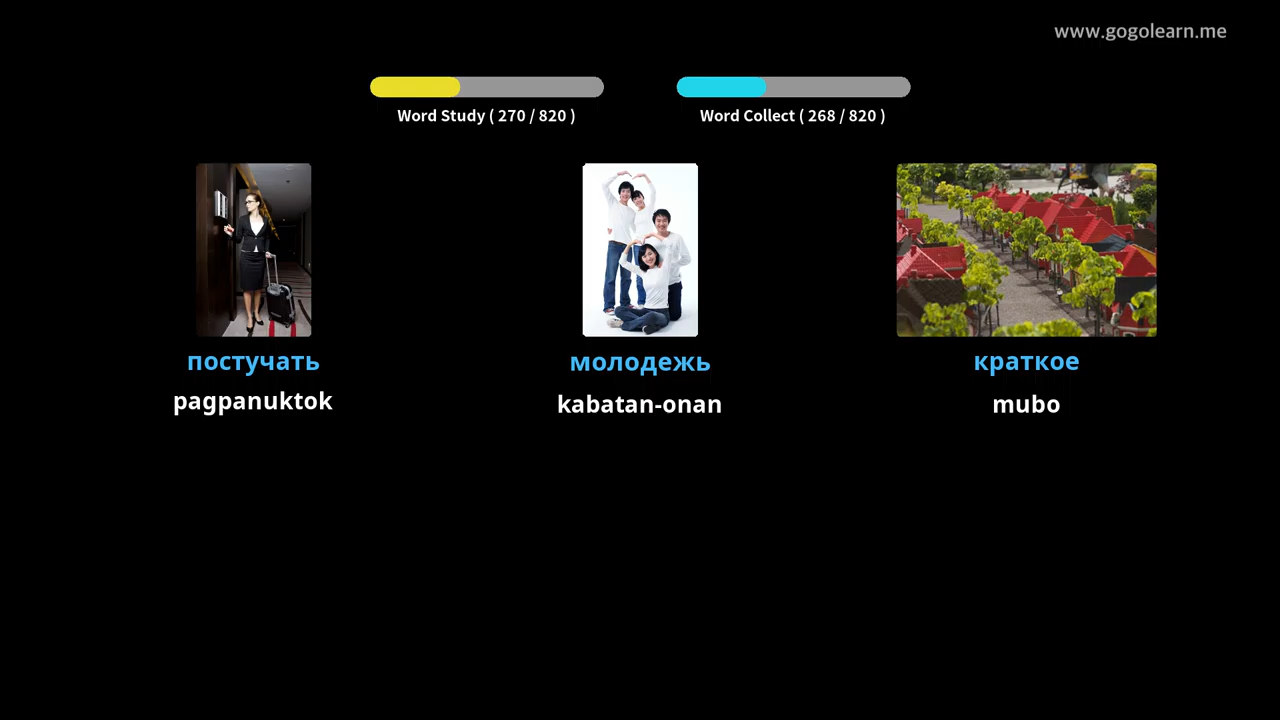 www.gogolearn.me
Word Study ( 270 / 820 )
Word Collect ( 268 / 820 )
постучать
молодежь
краткое
pagpanuktok
kabatan-onan
mubo